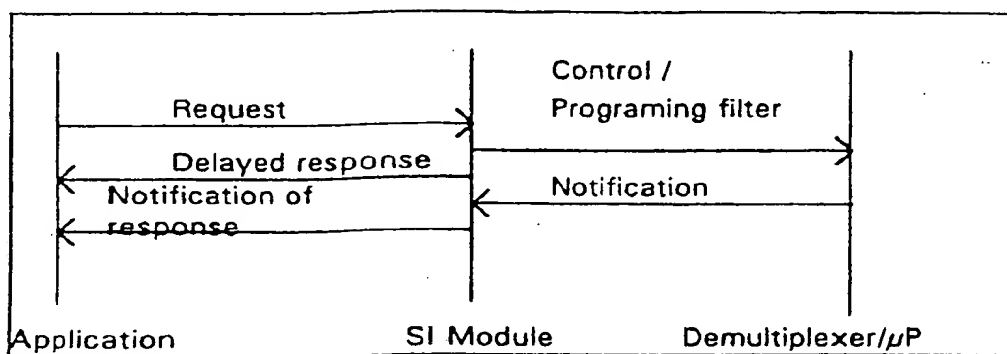 Control /
Request
Programing filter
Delayed response
Notification of
Notification
response
Application
SI Module
Demultiplexer/µP